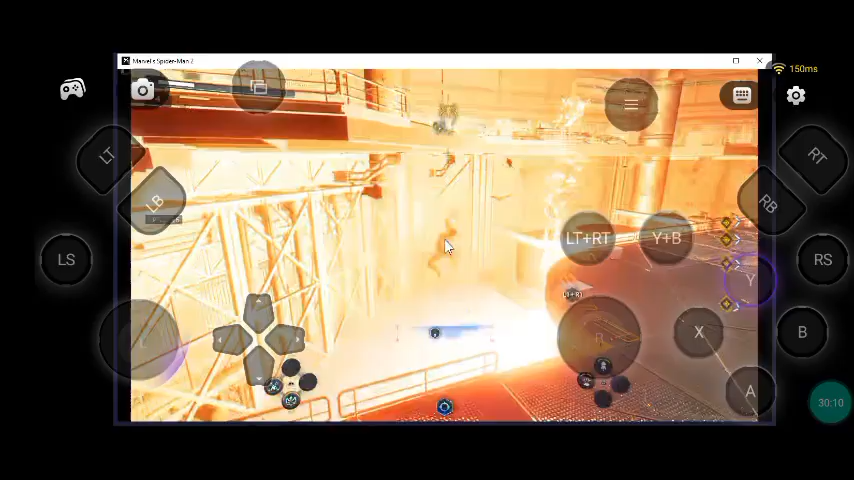 Marvel's Spider-Man 2
150ms
LT
RT
LB
RB
LT+RT
Y+B
LS
RS
Y
X
B
R
A
L
30:10